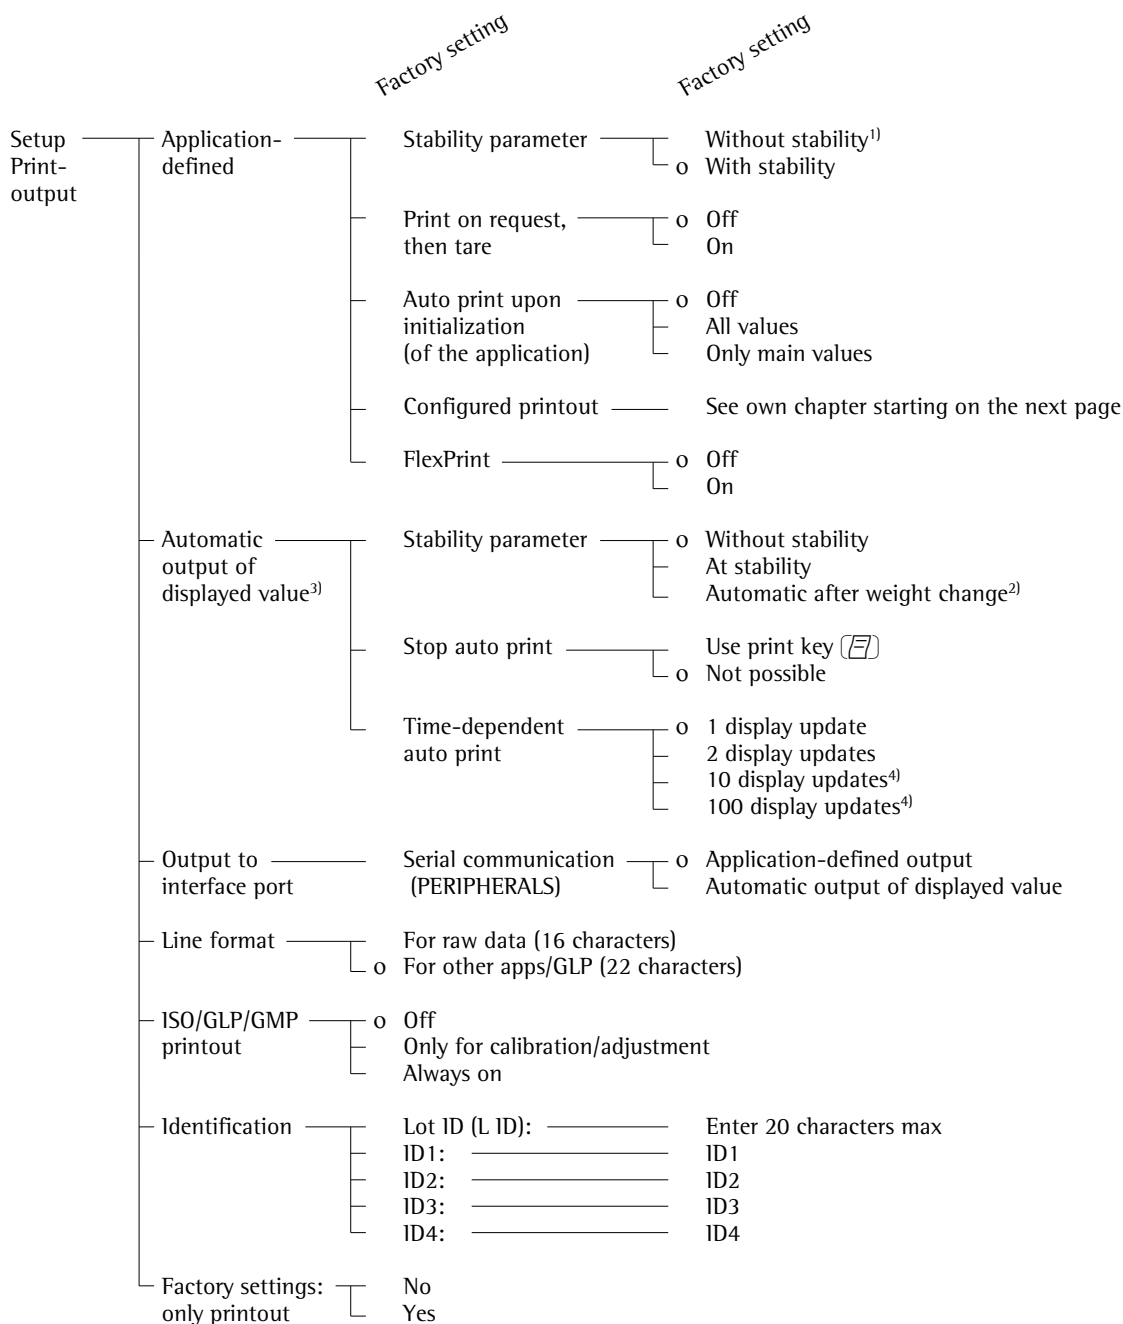 Factory setting Factory setting
Setup Application- Stability parameter Without stability1)
Print- defined o With stability
output
Print on request, o Off
then tare On
Auto print upon o Off
initialization All values
(of the application) Only main values
Configured printout See own chapter starting on the next page
FlexPrint o Off
On
Automatic Stability parameter o Without stability
output of At stability
displayed value3) Automatic after weight change2)
Stop auto print Use print key
o Not possible
Time-dependent o 1 display update
auto print 2 display updates
10 display updates4)
100 display updates4)
Output to Serial communication o Application-defined output
interface port (PERIPHERALS) Automatic output of displayed value
Line format For raw data (16 characters)
o For other apps/GLP (22 characters)
ISO/GLP/GMP o Off
printout Only for calibration/adjustment
Always on
Identification Lot ID (L ID): Enter 20 characters max
ID1: ID1
ID2: ID2
ID3: ID3
ID4: ID4
Factory settings: No
only printout Yes